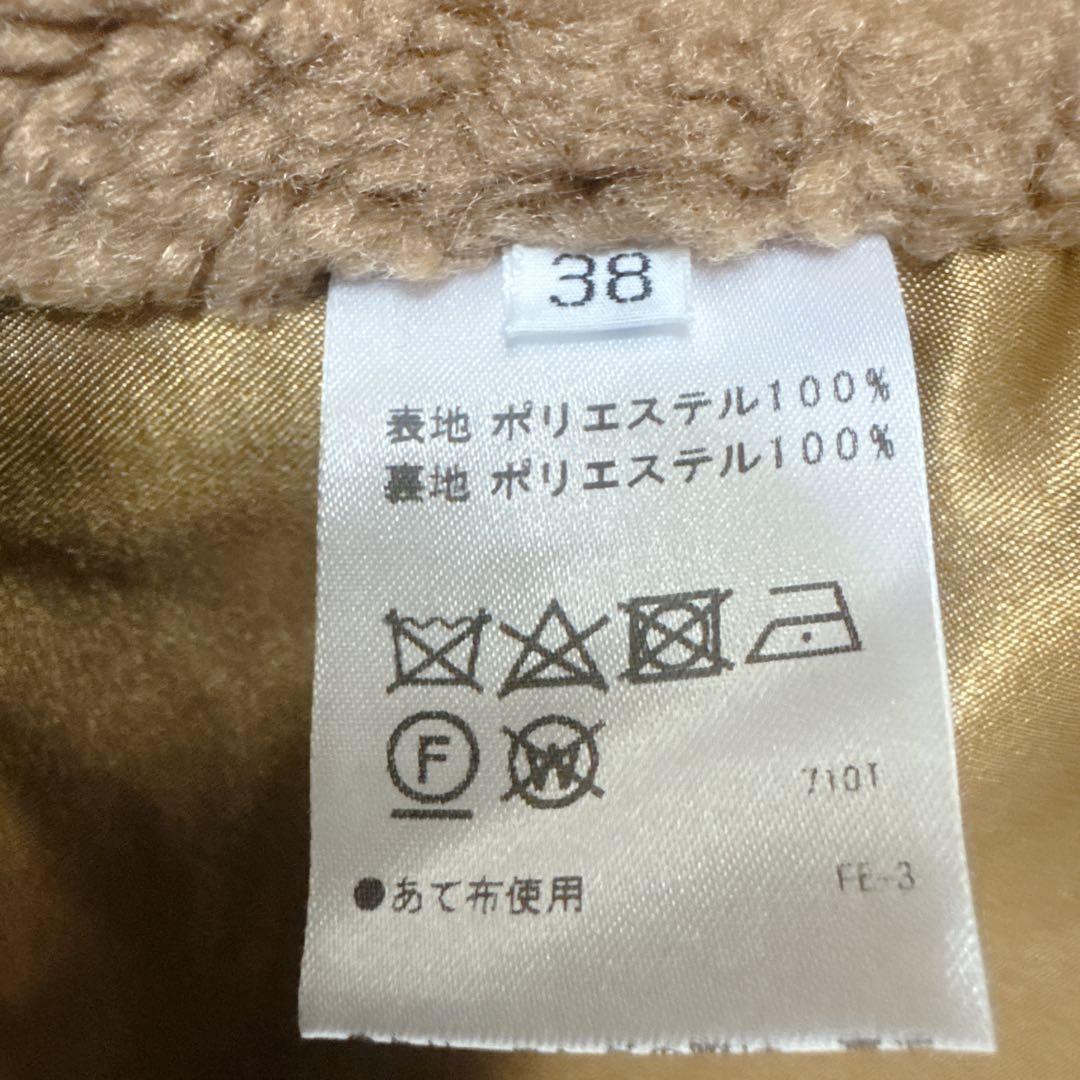 38
表地 ポリエステル100%
裏地 ポリエステル100%
F
W
710T
FE-3
●あて布使用